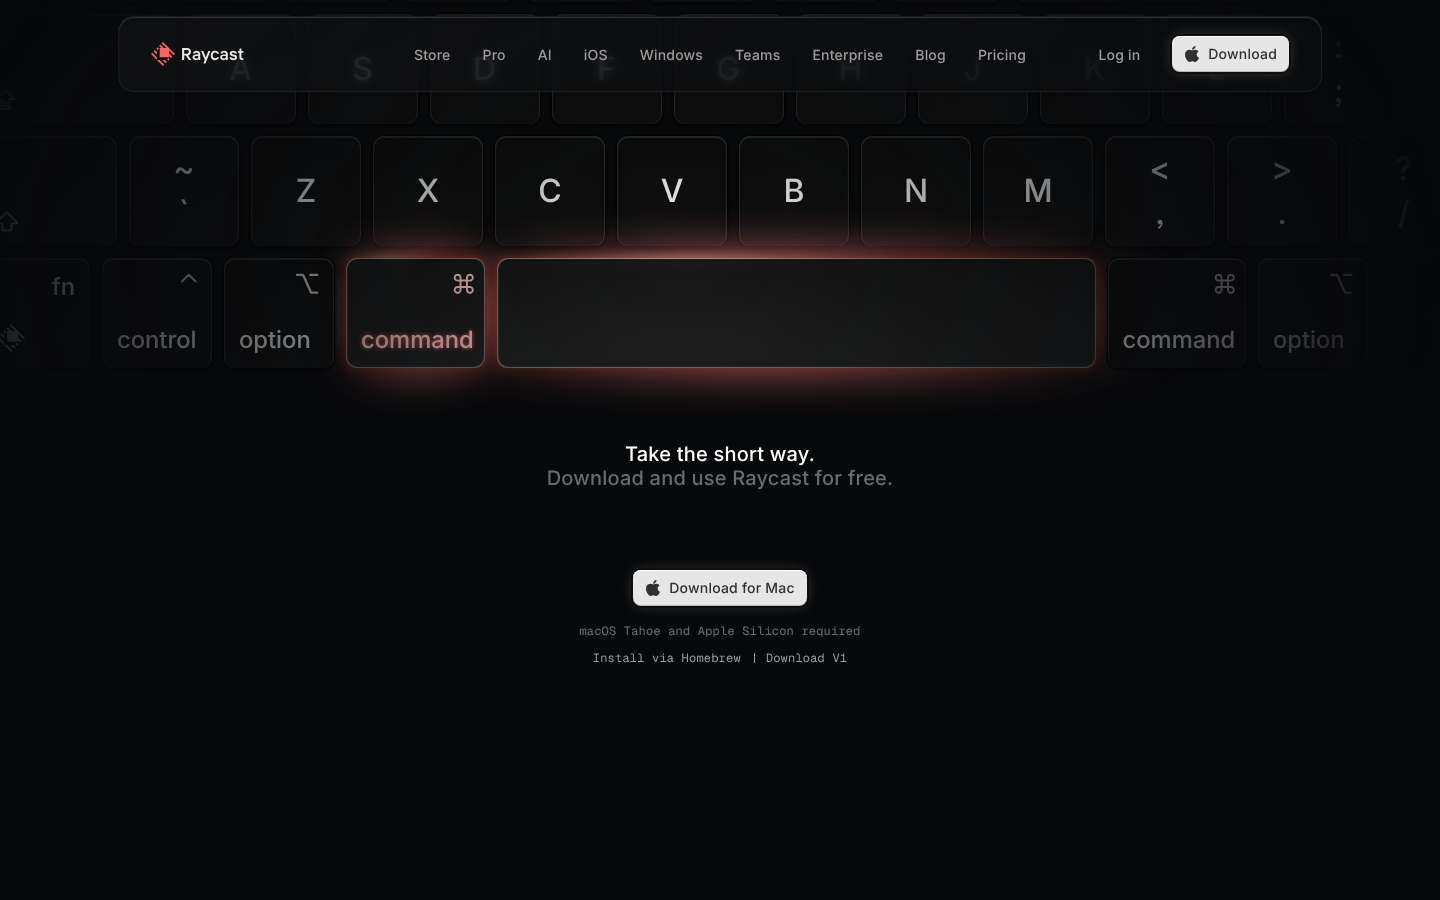 Raycast Store Pro AI iOS Windows Teams Enterprise Blog Pricing Log in Download
A S D F G H J K
: ;
~ ` Z X C V B N M < , > . ? /
fn ^ ⌥ ⌘ ⌘ ⌥
control option command command option
Take the short way.
Download and use Raycast for free.
Download for Mac
macOS Tahoe and Apple Silicon required
Install via Homebrew | Download V1